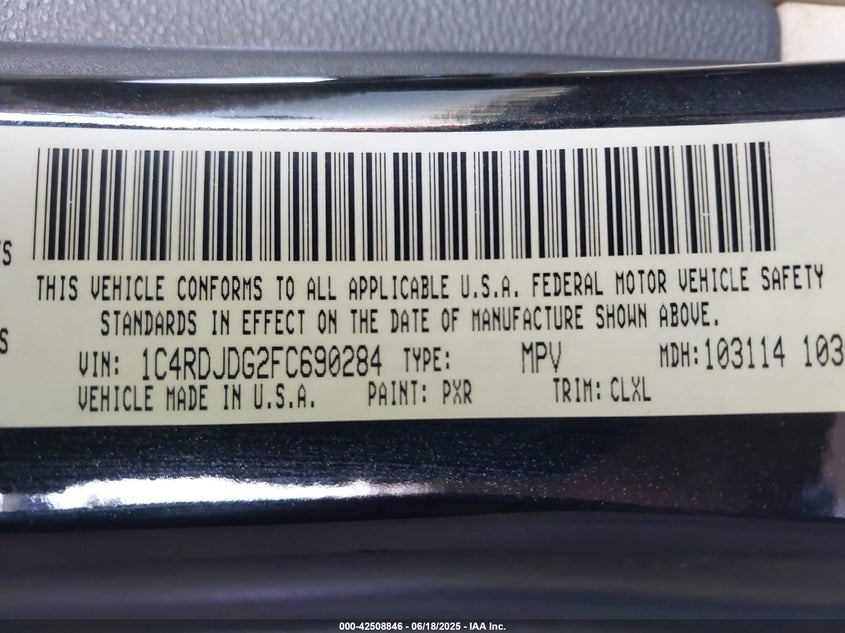 TS
THIS VEHICLE CONFORMS TO ALL APPLICABLE U.S.A. FEDERAL MOTOR VEHICLE SAFETY
STANDARDS IN EFFECT ON THE DATE OF MANUFACTURE SHOWN ABOVE.
S
VIN: 1C4RDJDG2FC690284 TYPE: MPV MDH: 103114 103
VEHICLE MADE IN U.S.A. PAINT: PXR TRIM: CLXL
000-42508846 / 06/18/2025 - IAA Inc.